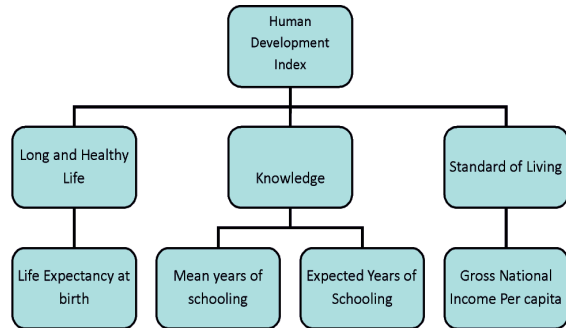 Human
Development
Index
Long and Healthy
Life
Knowledge
Standard of Living
Life Expectancy at
birth
Mean years of
schooling
Expected Years of
Schooling
Gross National
Income Per capita